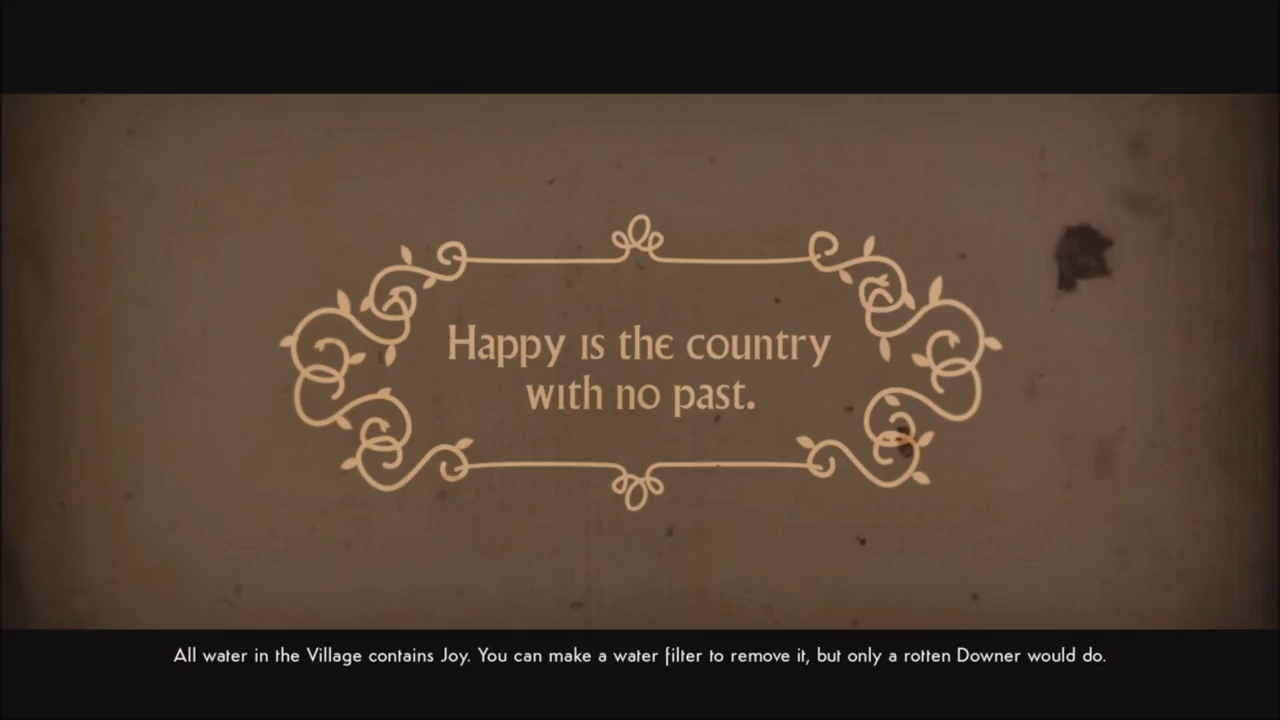 Happy is the country
with no past.
All water in the Village contains Joy. You can make a water filter to remove it, but only a rotten Downer would do.